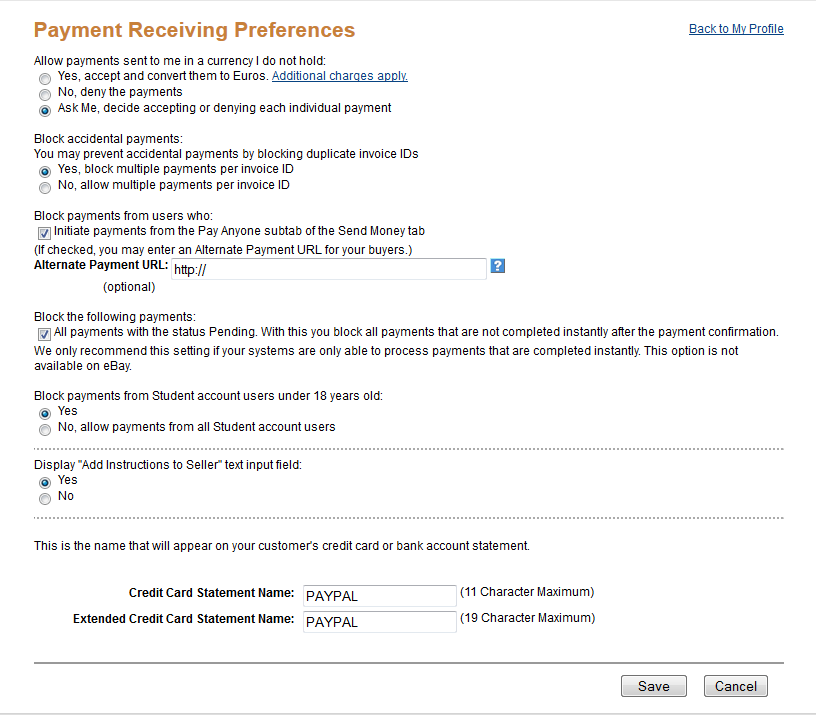 Payment Receiving Preferences
Back to My Profile
Allow payments sent to me in a currency I do not hold:
Yes, accept and convert them to Euros. Additional charges apply.
No, deny the payments
Ask Me, decide accepting or denying each individual payment
Block accidental payments:
You may prevent accidental payments by blocking duplicate invoice IDs
Yes, block multiple payments per invoice ID
No, allow multiple payments per invoice ID
Block payments from users who:
Initiate payments from the Pay Anyone subtab of the Send Money tab
(If checked, you may enter an Alternate Payment URL for your buyers.)
Alternate Payment URL: http:// ?
(optional)
Block the following payments:
All payments with the status Pending. With this you block all payments that are not completed instantly after the payment confirmation.
We only recommend this setting if your systems are only able to process payments that are completed instantly. This option is not
available on eBay.
Block payments from Student account users under 18 years old:
Yes
No, allow payments from all Student account users
Display "Add Instructions to Seller" text input field:
Yes
No
This is the name that will appear on your customer's credit card or bank account statement.
Credit Card Statement Name: PAYPAL (11 Character Maximum)
Extended Credit Card Statement Name: PAYPAL (19 Character Maximum)
Save Cancel